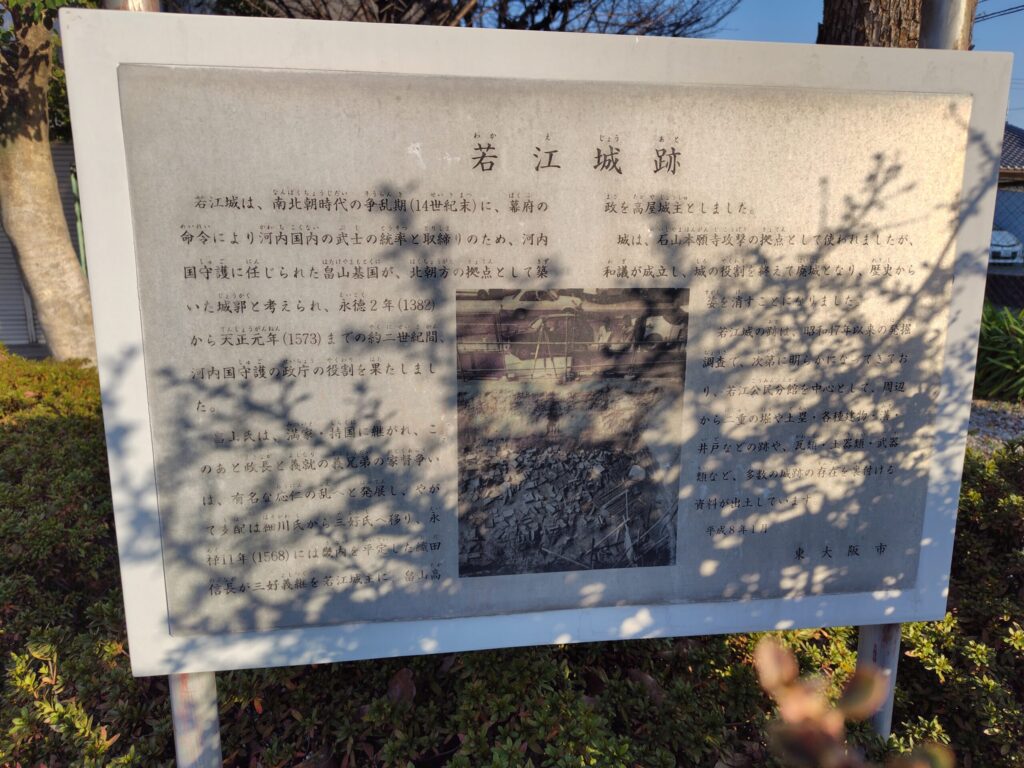 若江城跡
若江城は、南北朝時代の争乱期(14世紀末)に、幕府の
命令により河内国内の武士の統率と取締りのため、河内
国守護に任じられた畠山基国が、北朝方の拠点として築
いた城郭と考えられ、永徳2年(1382)
から天正元年(1573)までの約二世紀間、
河内国守護の政庁の役割を果たしまし
た。
畠山氏は、満家・持国に継がれ、こ
のあと政長と義就の義兄弟の家督争い
は、有名な応仁の乱へと発展し、やが
て支配は細川氏から三好氏へ移り、永
禄11年(1568)には畿内を平定した織田
信長が三好義継を若江城主に、畠山高
政を高屋城主としました。
城は、石山本願寺攻撃の拠点として使われましたが、
和議が成立し、城の役割を終えて廃城となり、歴史から
姿を消すことになりました。
若江城の跡は、昭和47年以来の発掘
調査で、次第に明らかになってきてお
り、若江公民分館を中心として、周辺
から二重の堀や土塁・各種建物・
井戸などの跡や、瓦類・土器類・武器
類など、多数の城跡の存在を裏付ける
資料が出土しています。
平成8年1月
東大阪市